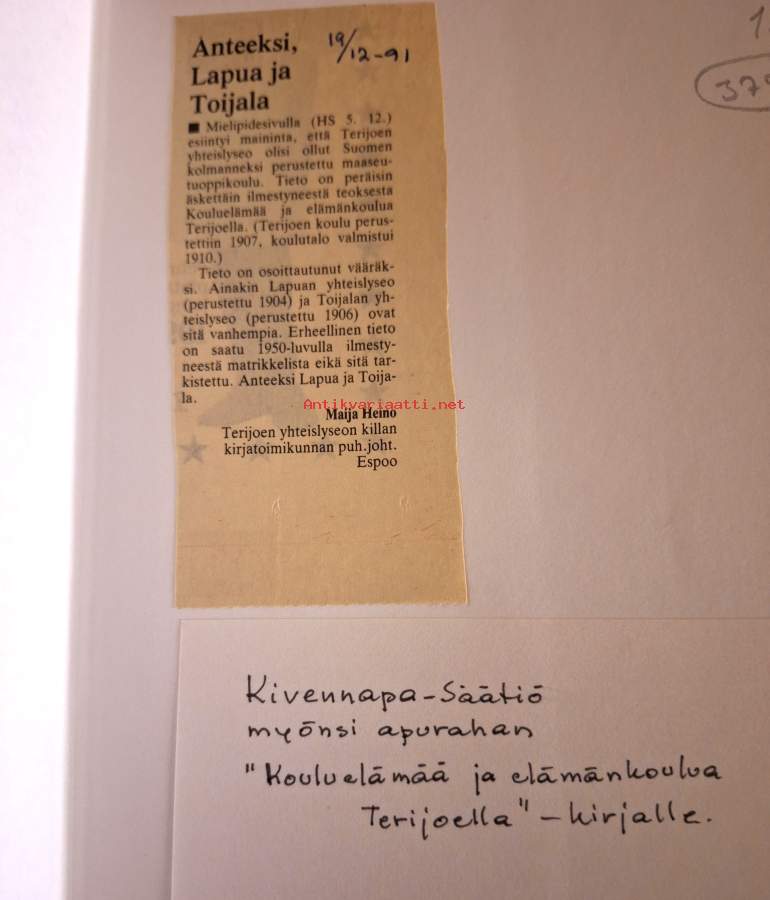 Anteeksi,
Lapua ja
Toijala
19/12-91
■ Mielipidesivulla (HS 5. 12.)
esiintyi maininta, että Terijoen
yhteislyseo olisi ollut Suomen
kolmanneksi perustettu maaseu-
tuoppikoulu. Tieto on peräisin
äskettäin ilmestyneestä teoksesta
Kouluelämää ja elämänkoulua
Terijoella. (Terijoen koulu perus-
tettiin 1907, koulutalo valmistui
1910.)
Tieto on osoittautunut vääräk-
si. Ainakin Lapuan yhteislyseo
(perustettu 1904) ja Toijalan yh-
teislyseo (perustettu 1906) ovat
sitä vanhempia. Erheellinen tieto
on saatu 1950-luvulla ilmesty-
neestä matrikkelista eikä sitä tar-
kistettu. Anteeksi Lapua ja Toija-
la.
Antikvariaatti.net
Maija Heino
Terijoen yhteislyseon killan
kirjatoimikunnan puh.joht.
Espoo
Kivennapa-Säätiö
myönsi apurahan
"Kouluelämää ja elämänkoulua
Terijoella"-kirjalle.